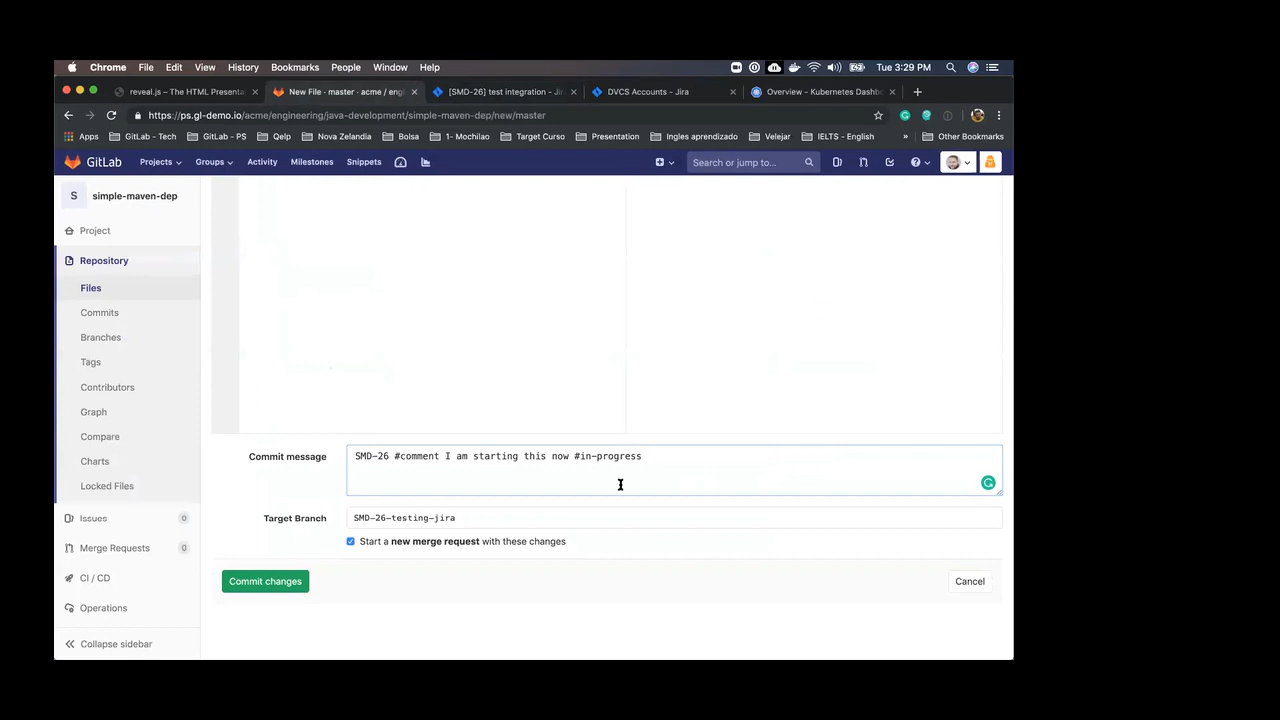 Chrome File Edit View History Bookmarks People Window Help Tue 3:29 PM
reveal.js – The HTML Presenta × New File · master · acme / eng × [SMD-26] test integration - Jir × DVCS Accounts - Jira × Overview - Kubernetes Dashb × +
https://ps.gl-demo.io/acme/engineering/java-development/simple-maven-dep/new/master
Apps GitLab - Tech GitLab - PS Qelp Nova Zelandia Bolsa 1- Mochilao Target Curso Presentation Ingles aprendizado Velejar IELTS - English » Other Bookmarks
GitLab Projects Groups Activity Milestones Snippets Search or jump to...
S simple-maven-dep
Project
Repository
Files
Commits
Branches
Tags
Contributors
Graph
Compare
Charts
Locked Files
Issues 0
Merge Requests 0
CI / CD
Operations
Collapse sidebar
Commit message SMD-26 #comment I am starting this now #in-progress
Target Branch SMD-26-testing-jira
Start a new merge request with these changes
Commit changes Cancel